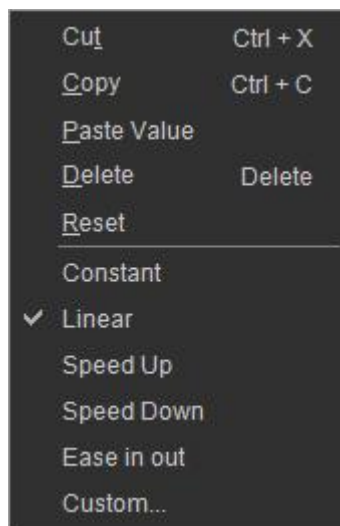 Cut Ctrl + X
Copy Ctrl + C
Paste Value
Delete Delete
Reset
Constant
Linear
Speed Up
Speed Down
Ease in out
Custom...